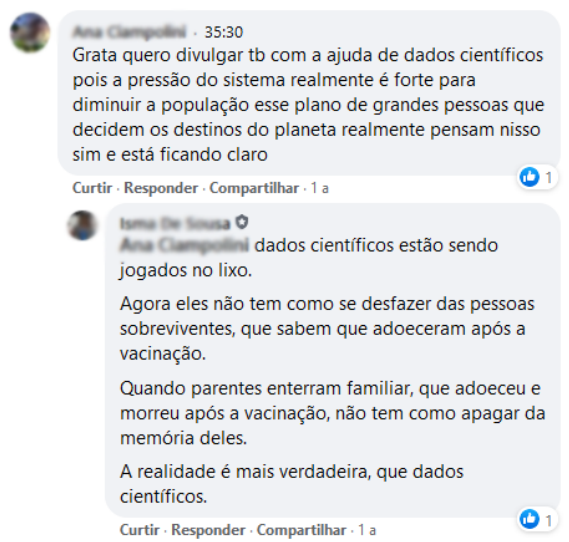 · 35:30
Grata quero divulgar tb com a ajuda de dados científicos
pois a pressão do sistema realmente é forte para
diminuir a população esse plano de grandes pessoas que
decidem os destinos do planeta realmente pensam nisso
sim e está ficando claro
1
Curtir · Responder · Compartilhar · 1 a
dados científicos estão sendo
jogados no lixo.
Agora eles não tem como se desfazer das pessoas
sobreviventes, que sabem que adoeceram após a
vacinação.
Quando parentes enterram familiar, que adoeceu e
morreu após a vacinação, não tem como apagar da
memória deles.
A realidade é mais verdadeira, que dados
científicos.
1
Curtir · Responder · Compartilhar · 1 a